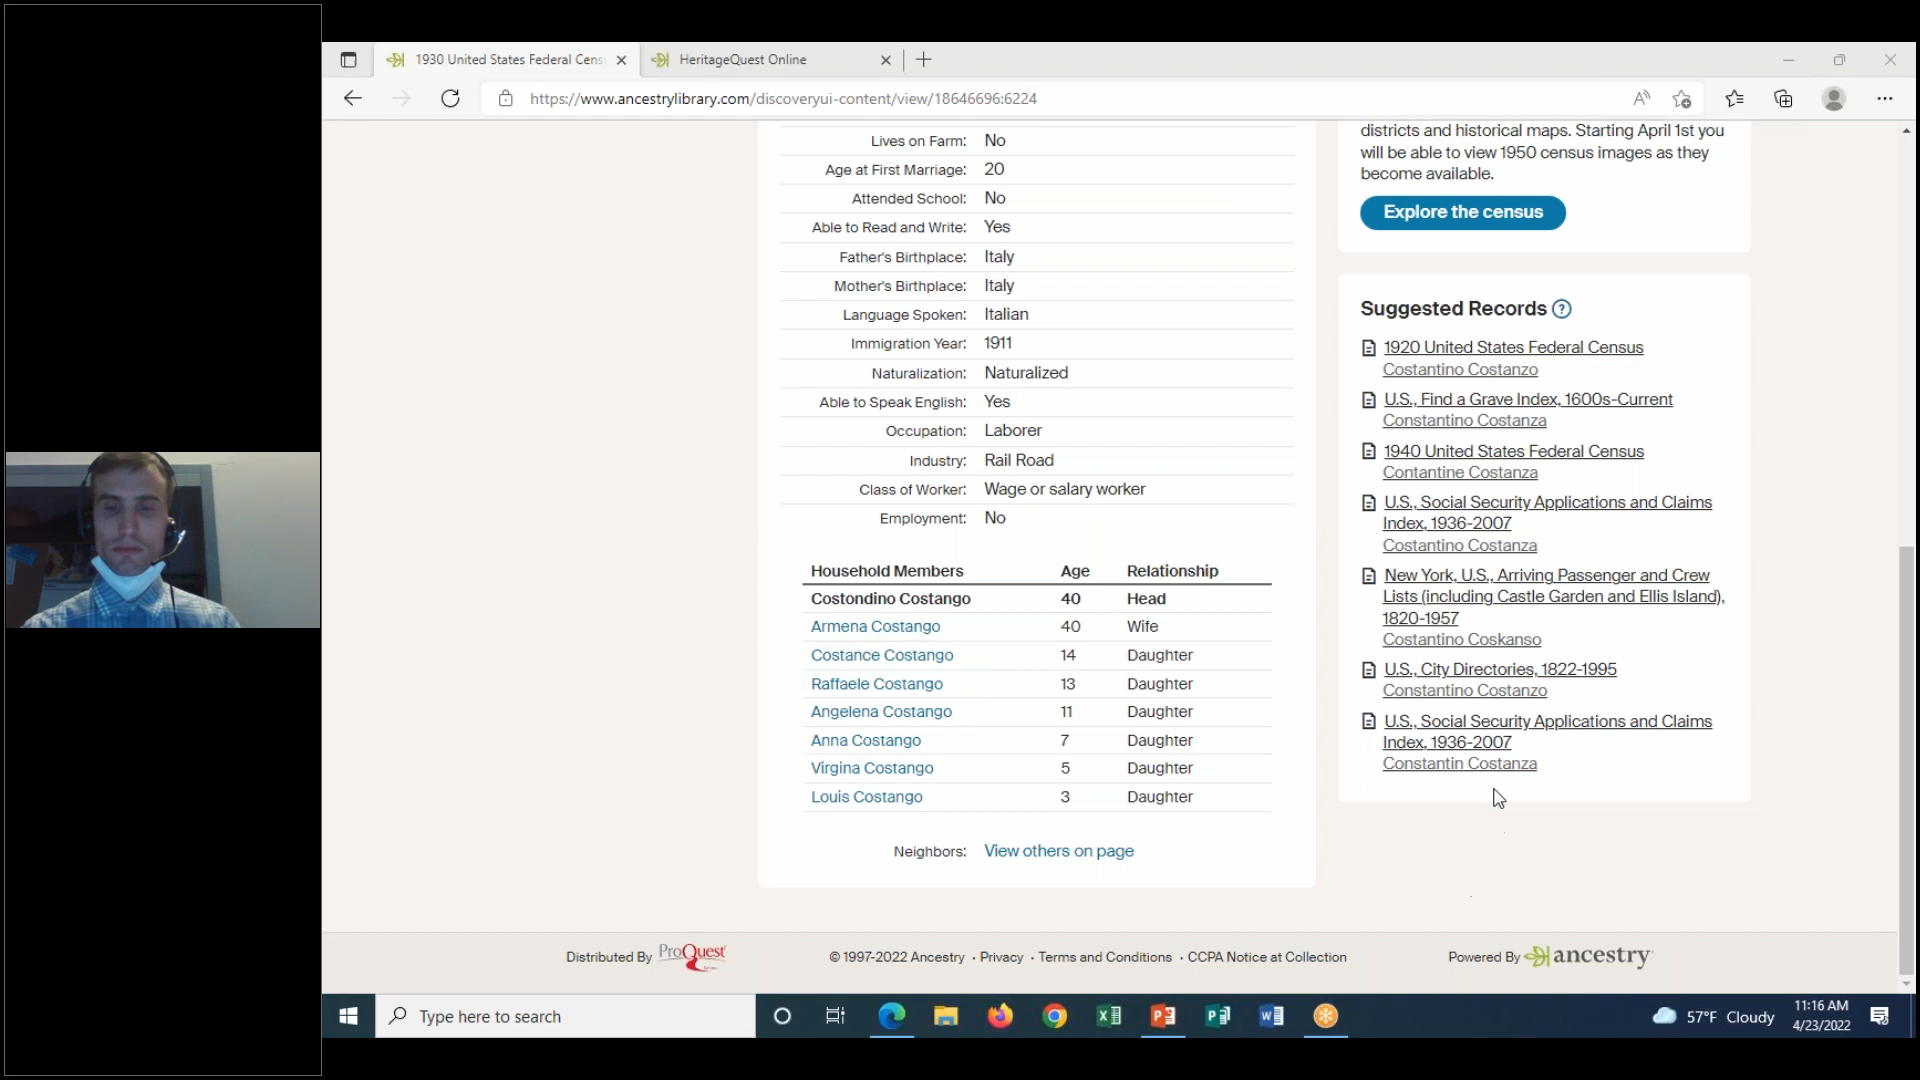 1930 United States Federal Cens
HeritageQuest Online
https://www.ancestrylibrary.com/discoveryui-content/view/18646696:6224
Lives on Farm: No
Age at First Marriage: 20
Attended School: No
Able to Read and Write: Yes
Father's Birthplace: Italy
Mother's Birthplace: Italy
Language Spoken: Italian
Immigration Year: 1911
Naturalization: Naturalized
Able to Speak English: Yes
Occupation: Laborer
Industry: Rail Road
Class of Worker: Wage or salary worker
Employment: No
Household Members Age Relationship
Costondino Costango 40 Head
Armena Costango 40 Wife
Costance Costango 14 Daughter
Raffaele Costango 13 Daughter
Angelena Costango 11 Daughter
Anna Costango 7 Daughter
Virgina Costango 5 Daughter
Louis Costango 3 Daughter
Neighbors: View others on page
districts and historical maps. Starting April 1st you
will be able to view 1950 census images as they
become available.
Explore the census
Suggested Records ?
1920 United States Federal Census
Costantino Costanzo
U.S., Find a Grave Index, 1600s-Current
Constantino Costanza
1940 United States Federal Census
Contantine Costanza
U.S., Social Security Applications and Claims
Index, 1936-2007
Costantino Costanza
New York, U.S., Arriving Passenger and Crew
Lists (including Castle Garden and Ellis Island),
1820-1957
Costantino Coskanso
U.S., City Directories, 1822-1995
Constantino Costanzo
U.S., Social Security Applications and Claims
Index, 1936-2007
Constantin Costanza
Distributed By ProQuest
© 1997-2022 Ancestry · Privacy · Terms and Conditions · CCPA Notice at Collection
Powered By ancestry
Type here to search
57°F Cloudy
11:16 AM
4/23/2022